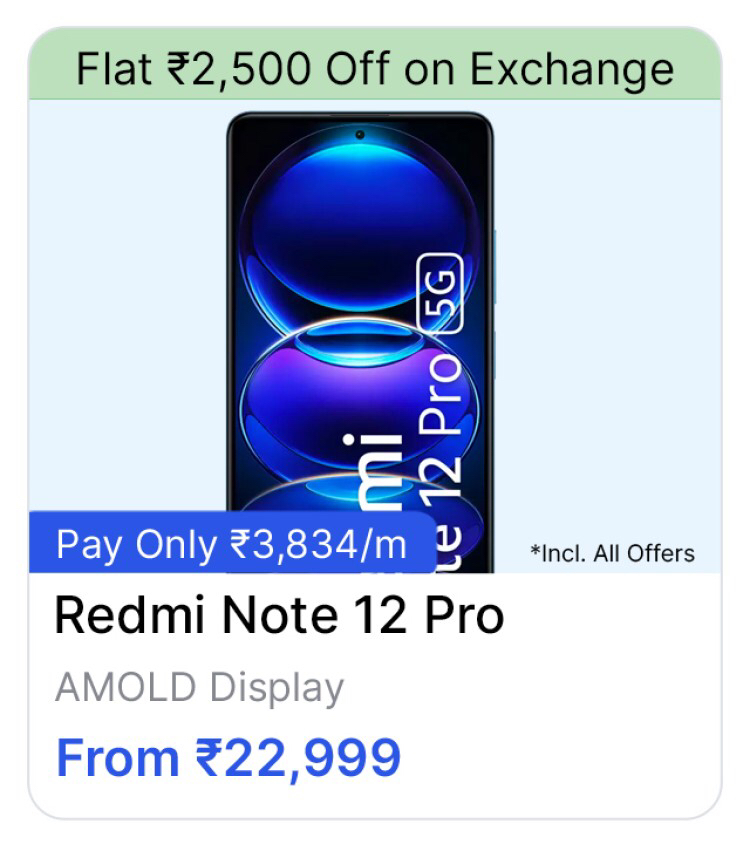 Flat ₹2,500 Off on Exchange
mi
te 12 Pro 5G
Pay Only ₹3,834/m
*Incl. All Offers
Redmi Note 12 Pro
AMOLD Display
From ₹22,999